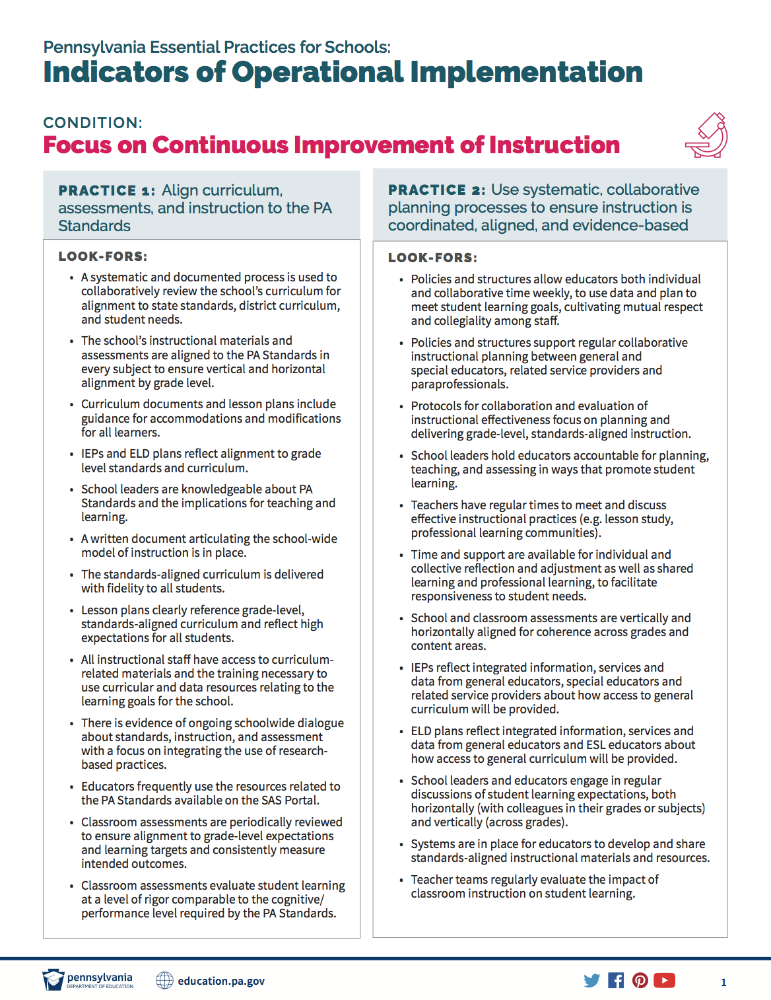 Pennsylvania Essential Practices for Schools:
Indicators of Operational Implementation
CONDITION:
Focus on Continuous Improvement of Instruction
PRACTICE 1: Align curriculum,
assessments, and instruction to the PA
Standards
LOOK-FORS:
• A systematic and documented process is used to
collaboratively review the school's curriculum for
alignment to state standards, district curriculum,
and student needs.
• The school's instructional materials and
assessments are aligned to the PA Standards in
every subject to ensure vertical and horizontal
alignment by grade level.
• Curriculum documents and lesson plans include
guidance for accommodations and modifications
for all learners.
• IEPs and ELD plans reflect alignment to grade
level standards and curriculum.
• School leaders are knowledgeable about PA
Standards and the implications for teaching and
learning.
• A written document articulating the school-wide
model of instruction is in place.
• The standards-aligned curriculum is delivered
with fidelity to all students.
• Lesson plans clearly reference grade-level,
standards-aligned curriculum and reflect high
expectations for all students.
• All instructional staff have access to curriculum-
related materials and the training necessary to
use curricular and data resources relating to the
learning goals for the school.
• There is evidence of ongoing schoolwide dialogue
about standards, instruction, and assessment
with a focus on integrating the use of research-
based practices.
• Educators frequently use the resources related to
the PA Standards available on the SAS Portal.
• Classroom assessments are periodically reviewed
to ensure alignment to grade-level expectations
and learning targets and consistently measure
intended outcomes.
• Classroom assessments evaluate student learning
at a level of rigor comparable to the cognitive/
performance level required by the PA Standards.
PRACTICE 2: Use systematic, collaborative
planning processes to ensure instruction is
coordinated, aligned, and evidence-based
LOOK-FORS:
• Policies and structures allow educators both individual
and collaborative time weekly, to use data and plan to
meet student learning goals, cultivating mutual respect
and collegiality among staff.
• Policies and structures support regular collaborative
instructional planning between general and
special educators, related service providers and
paraprofessionals.
• Protocols for collaboration and evaluation of
instructional effectiveness focus on planning and
delivering grade-level, standards-aligned instruction.
• School leaders hold educators accountable for planning,
teaching, and assessing in ways that promote student
learning.
• Teachers have regular times to meet and discuss
effective instructional practices (e.g. lesson study,
professional learning communities).
• Time and support are available for individual and
collective reflection and adjustment as well as shared
learning and professional learning, to facilitate
responsiveness to student needs.
• School and classroom assessments are vertically and
horizontally aligned for coherence across grades and
content areas.
• IEPs reflect integrated information, services and
data from general educators, special educators and
related service providers about how access to general
curriculum will be provided.
• ELD plans reflect integrated information, services and
data from general educators and ESL educators about
how access to general curriculum will be provided.
• School leaders and educators engage in regular
discussions of student learning expectations, both
horizontally (with colleagues in their grades or subjects)
and vertically (across grades).
• Systems are in place for educators to develop and share
standards-aligned instructional materials and resources.
• Teacher teams regularly evaluate the impact of
classroom instruction on student learning.
pennsylvania
DEPARTMENT OF EDUCATION
education.pa.gov
1